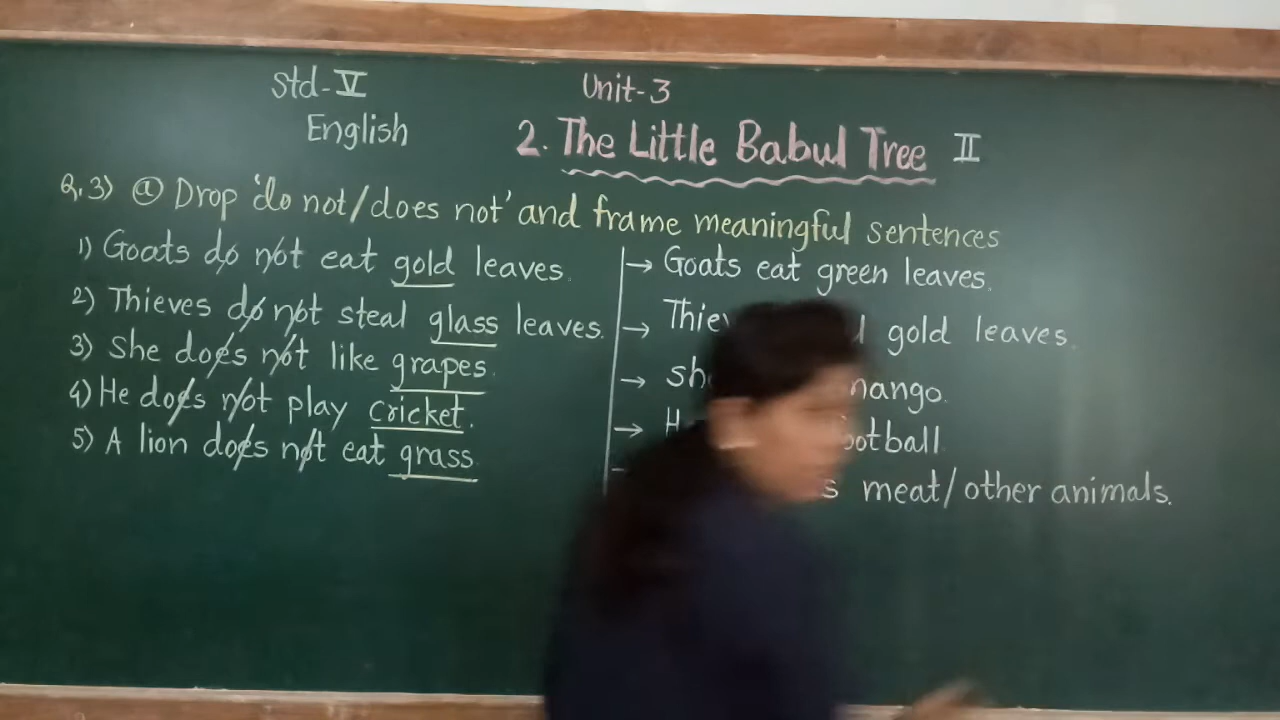 Std-V
English
Unit-3
2. The Little Babul Tree II
Q.3) ⓐ Drop 'do not/does not' and frame meaningful sentences
1) Goats do not eat gold leaves.
2) Thieves do not steal glass leaves.
3) She does not like grapes.
4) He does not play cricket.
5) A lion does not eat grass.
→ Goats eat green leaves.
→ gold leaves.
→ mango.
→ football
meat/other animals.